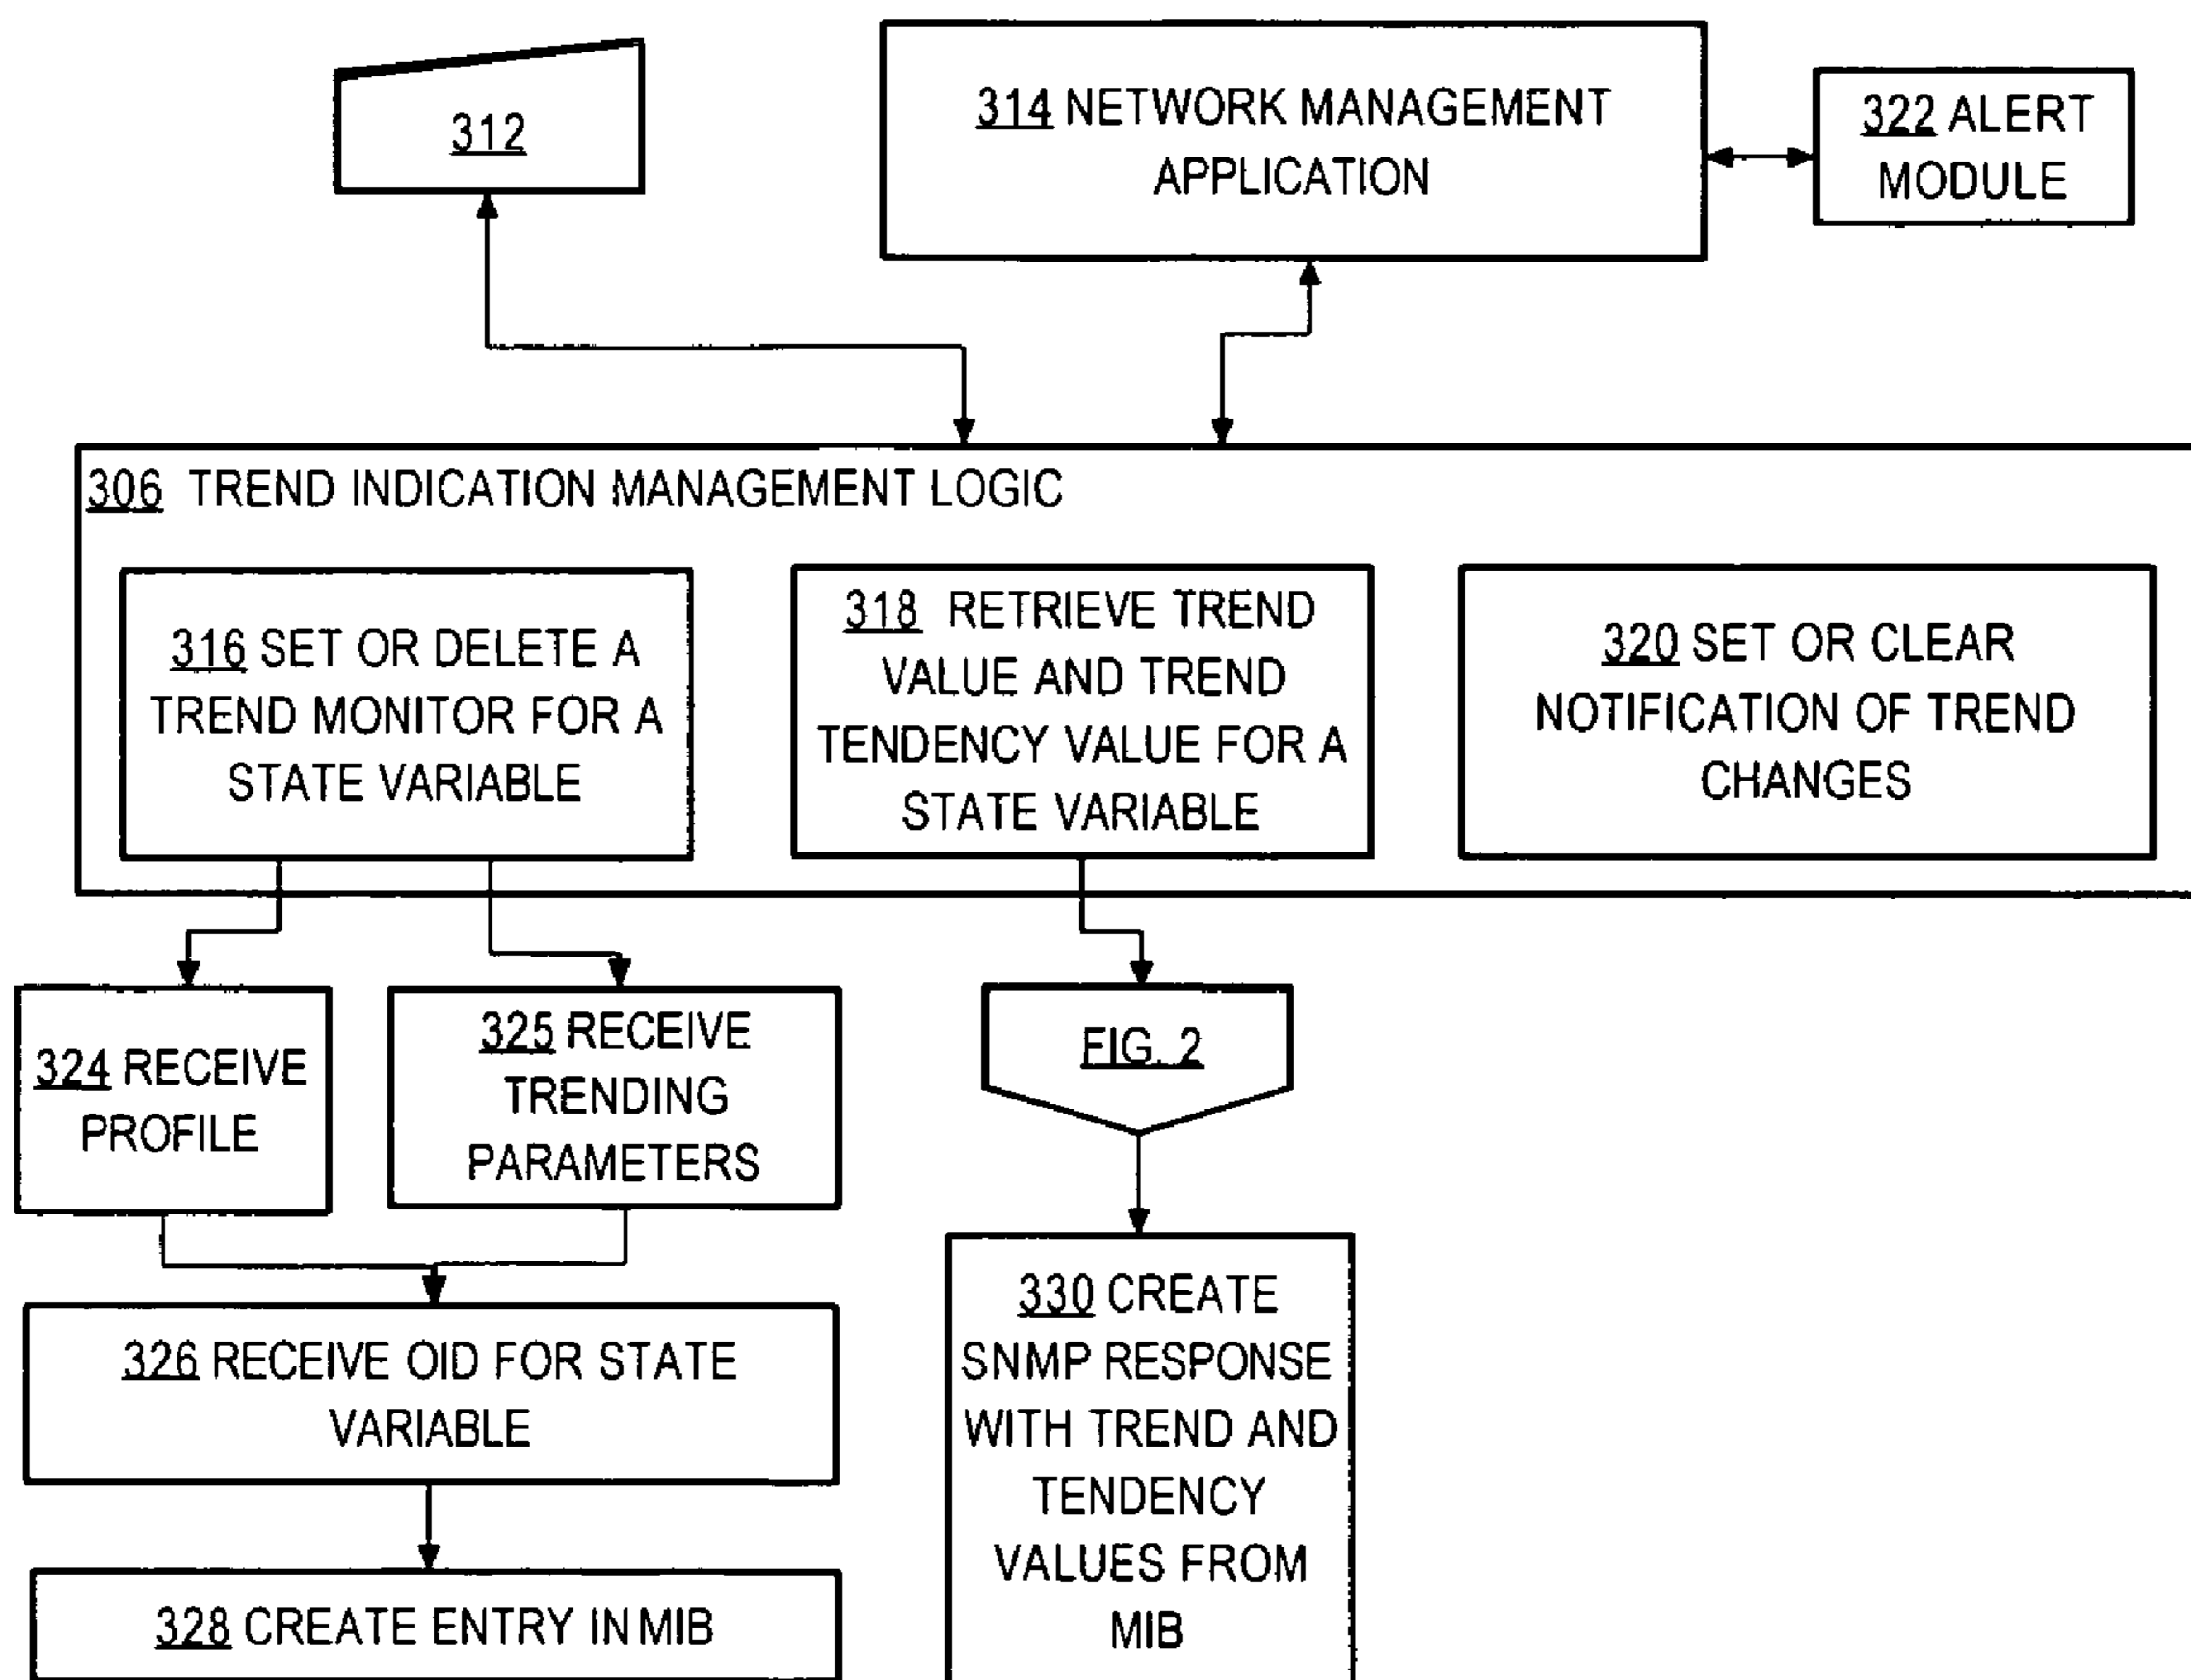 312
314 NETWORK MANAGEMENT
APPLICATION
322 ALERT
MODULE
306 TREND INDICATION MANAGEMENT LOGIC
316 SET OR DELETE A
TREND MONITOR FOR A
STATE VARIABLE
318 RETRIEVE TREND
VALUE AND TREND
TENDENCY VALUE FOR A
STATE VARIABLE
320 SET OR CLEAR
NOTIFICATION OF TREND
CHANGES
324 RECEIVE
PROFILE
325 RECEIVE
TRENDING
PARAMETERS
FIG. 2
326 RECEIVE OID FOR STATE
VARIABLE
328 CREATE ENTRY IN MIB
330 CREATE
SNMP RESPONSE
WITH TREND AND
TENDENCY
VALUES FROM
MIB